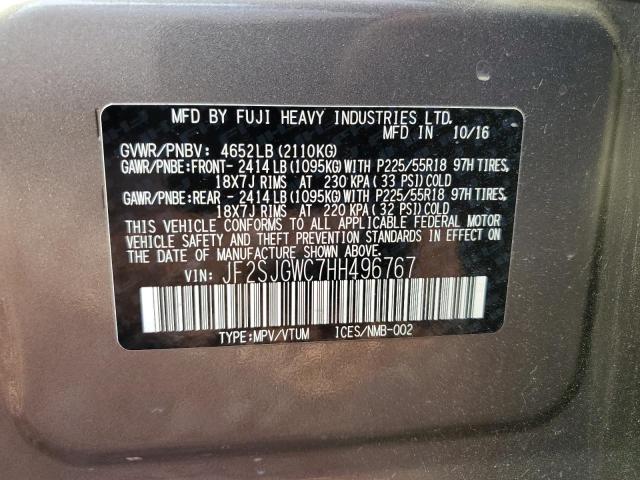 MFD BY FUJI HEAVY INDUSTRIES LTD.
MFD IN 10/16
GVWR/PNBV: 4652LB (2110KG)
GAWR/PNBE:FRONT- 2414 LB (1095KG) WITH P225/55R18 97H TIRES,
18X7J RIMS AT 230 KPA (33 PSI) COLD
GAWR/PNBE:REAR - 2414 LB (1095KG) WITH P225/55R18 97H TIRES,
18X7J RIMS AT 220 KPA (32 PSI) COLD
THIS VEHICLE CONFORMS TO ALL APPLICABLE FEDERAL MOTOR
VEHICLE SAFETY AND THEFT PREVENTION STANDARDS IN EFFECT ON
THE DATE OF MANUFACTURE SHOWN ABOVE.
VIN: JF2SJGWC7HH496767
TYPE:MPV/VTUM ICES/NMB-002